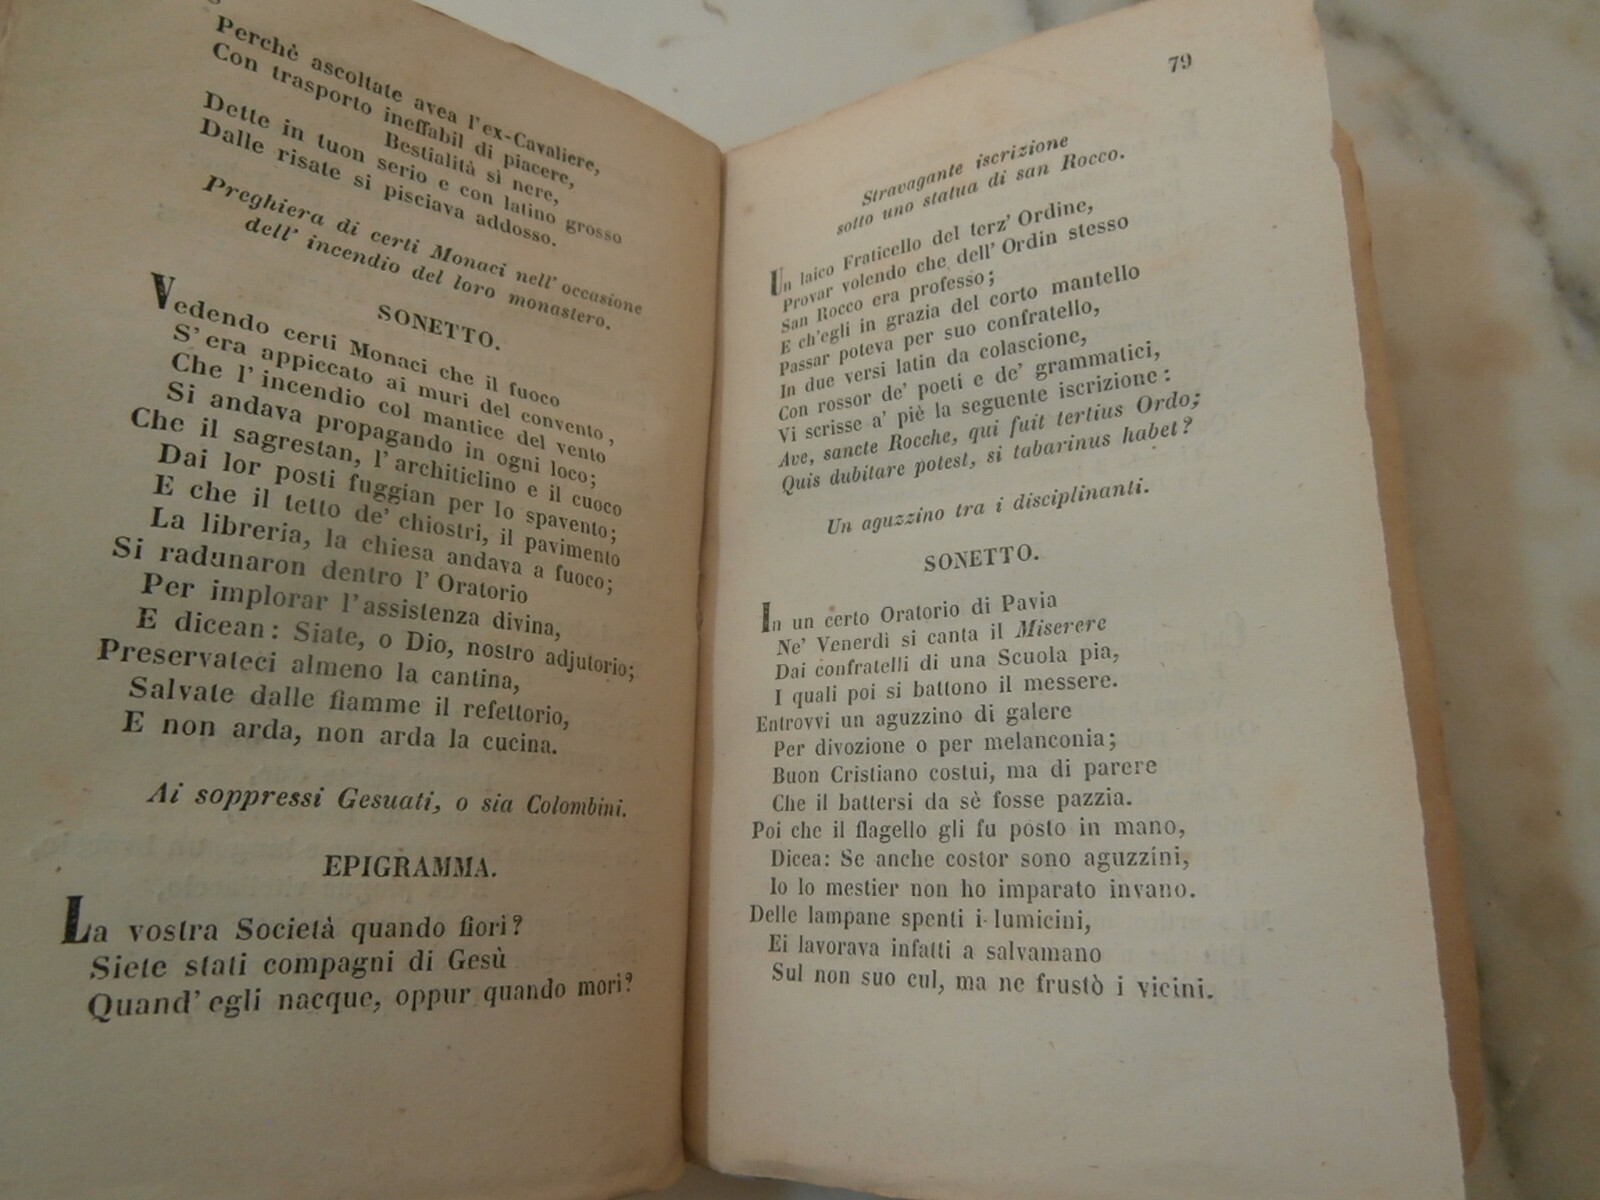 Perchè ascoltate avea l'ex-Cavaliere,
Con trasporto ineffabil di piacere,
Bestialità sì nere,
Dette in tuon serio e con latino grosso
Dalle risate si pisciava addosso.
Preghiera di certi Monaci nell'occasione
dell' incendio del loro monastero.
SONETTO.
Vedendo certi Monaci che il fuoco
S'era appiccato ai muri del convento,
Che l'incendio col mantice del vento
Si andava propagando in ogni loco;
Che il sagrestan, l'architiclino e il cuoco
Dai lor posti fuggian per lo spavento;
E che il tetto de' chiostri, il pavimento
La libreria, la chiesa andava a fuoco;
Si radunaron dentro l'Oratorio
Per implorar l'assistenza divina,
E dicean: Siate, o Dio, nostro adjutorio;
Preservateci almeno la cantina,
Salvate dalle fiamme il refettorio,
E non arda, non arda la cucina.
Ai soppressi Gesuati, o sia Colombini.
EPIGRAMMA.
La vostra Società quando fiorì?
Siete stati compagni di Gesù
Quand' egli nacque, oppur quando morì?
79
Stravagante iscrizione
sotto uno statua di san Rocco.
Un laico Fraticello del terz' Ordine,
Provar volendo che dell' Ordin stesso
San Rocco era professo;
E ch'egli in grazia del corto mantello
Passar poteva per suo confratello,
In due versi latin da colascione,
Con rossor de' poeti e de' grammatici,
Vi scrisse a' piè la seguente iscrizione:
Ave, sancte Rocche, qui fuit tertius Ordo;
Quis dubitare potest, si tabarinus habet?
Un aguzzino tra i disciplinanti.
SONETTO.
In un certo Oratorio di Pavia
Ne' Venerdì si canta il Miserere
Dai confratelli di una Scuola pia,
I quali poi si battono il messere.
Entrovvi un aguzzino di galere
Per divozione o per melanconia;
Buon Cristiano costui, ma di parere
Che il battersi da sè fosse pazzia.
Poi che il flagello gli fu posto in mano,
Dicea: Se anche costor sono aguzzini,
Io lo mestier non ho imparato invano.
Delle lampane spenti i lumicini,
Ei lavorava infatti a salvamano
Sul non suo cul, ma ne frustò i vicini.